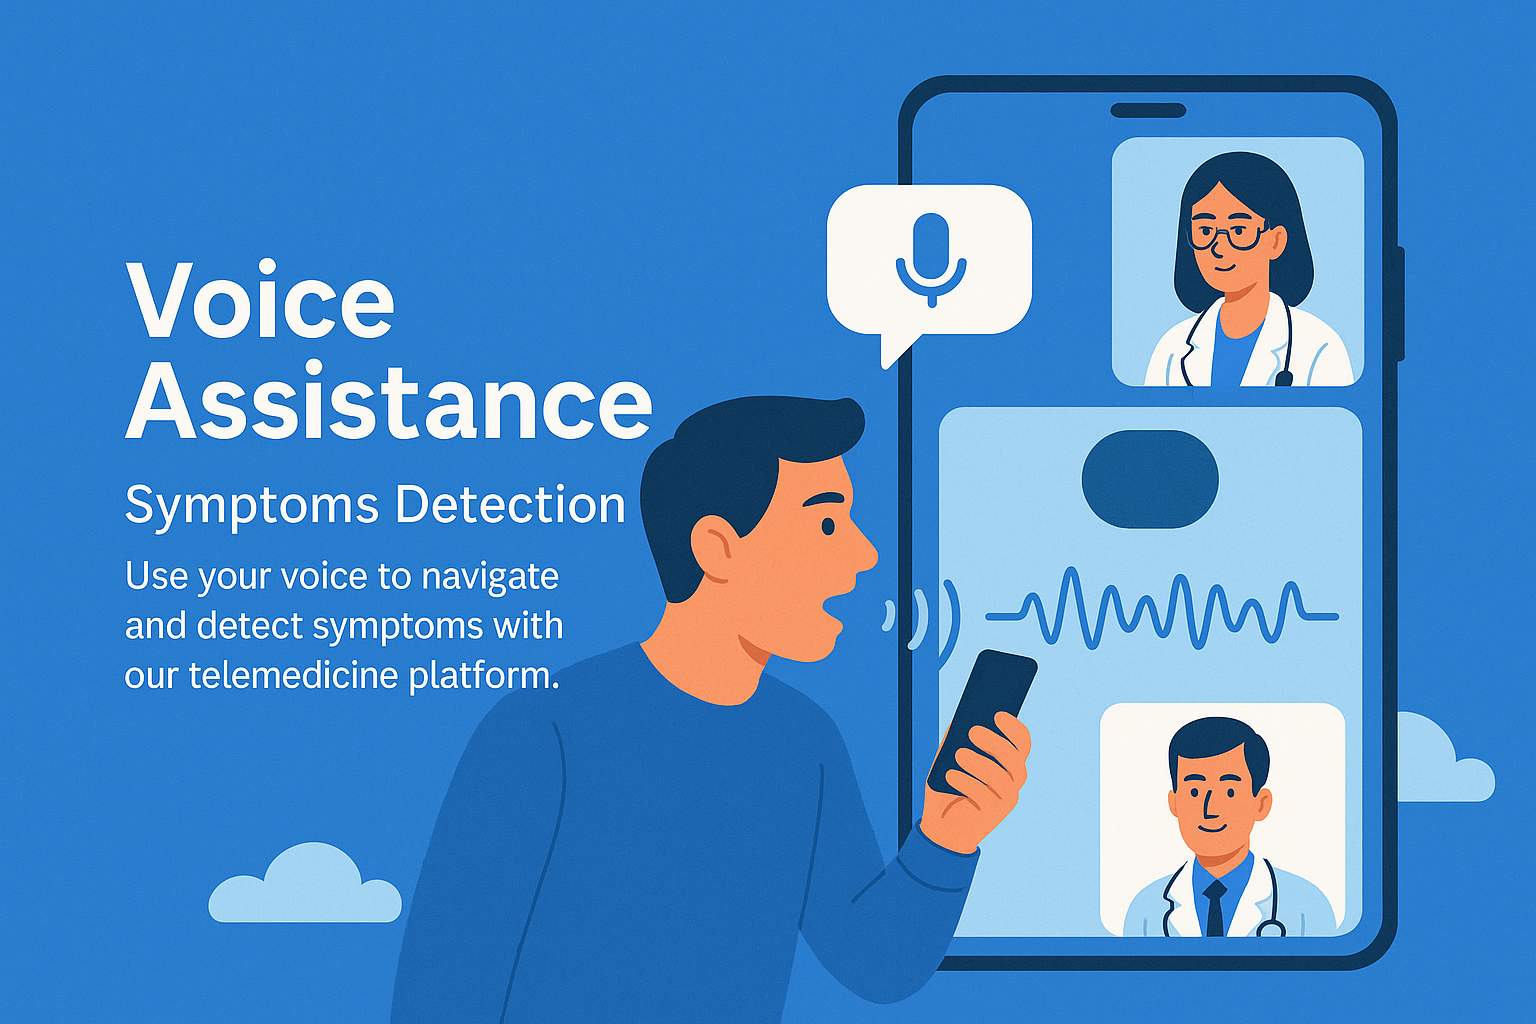 Voice
Assistance
Symptoms Detection
Use your voice to navigate
and detect symptoms with
our telemedicine platform.